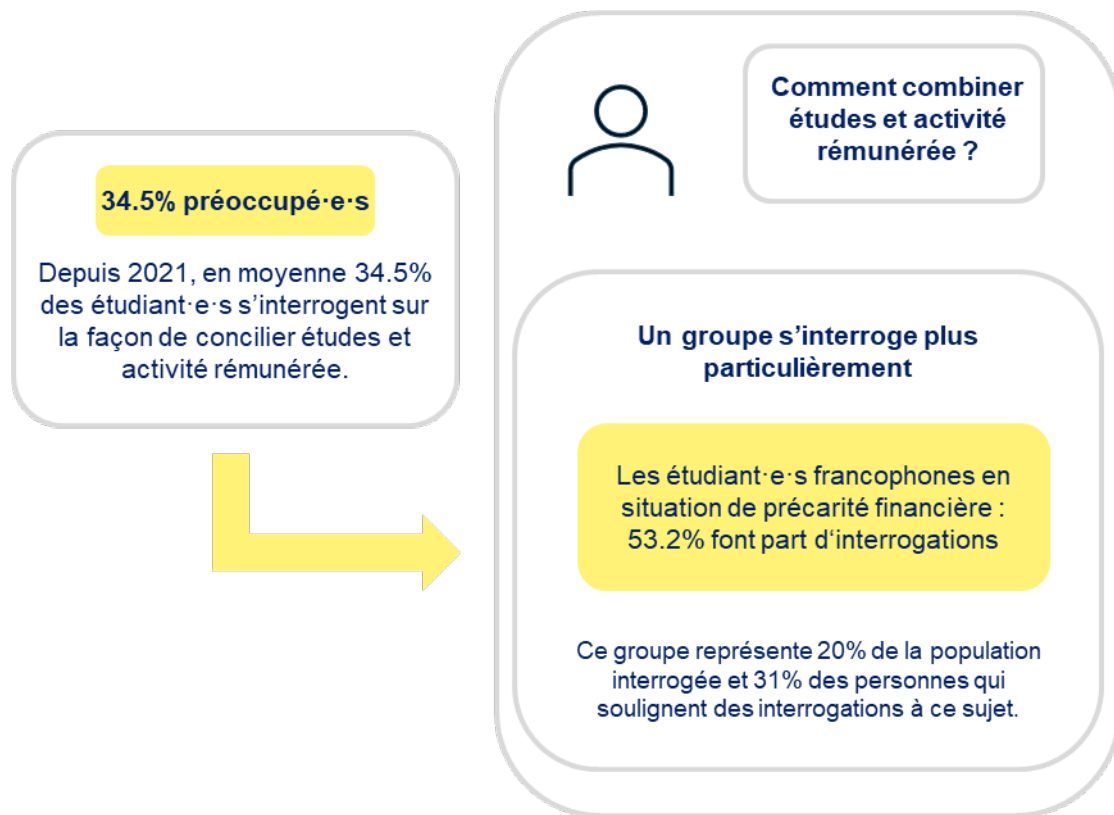 34.5% préoccupé·e·s
Depuis 2021, en moyenne 34.5%
des étudiant·e·s s’interrogent sur
la façon de concilier études et
activité rémunérée.
Comment combiner
études et activité
rémunérée ?
Un groupe s’interroge plus
particulièrement
Les étudiant·e·s francophones en
situation de précarité financière :
53.2% font part d‘interrogations
Ce groupe représente 20% de la population
interrogée et 31% des personnes qui
soulignent des interrogations à ce sujet.